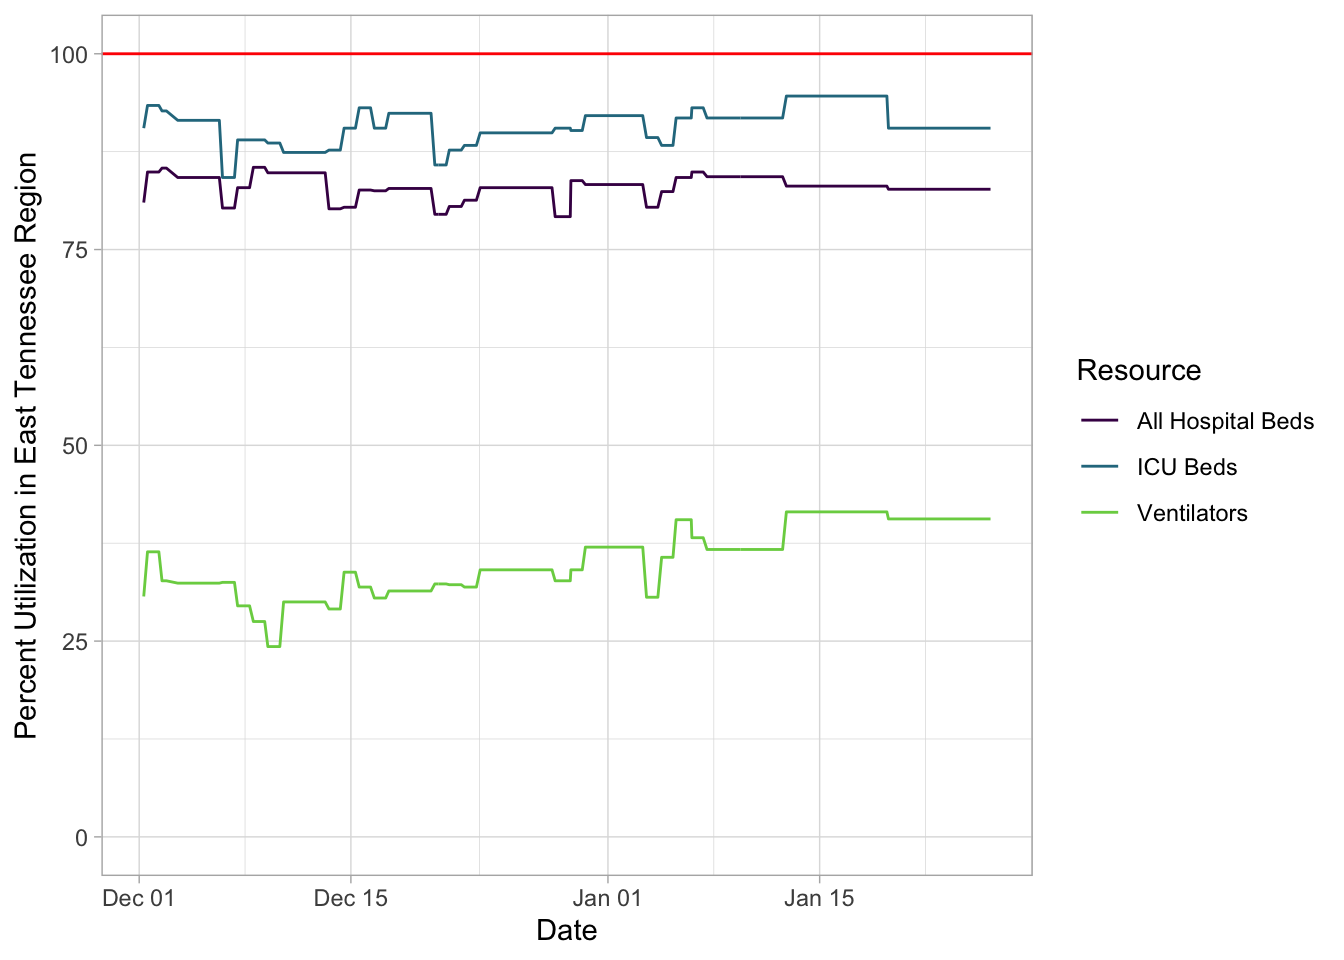 Percent Utilization in East Tennessee Region
100
75
50
25
0
Dec 01
Dec 15
Jan 01
Jan 15
Date
Resource
All Hospital Beds
ICU Beds
Ventilators